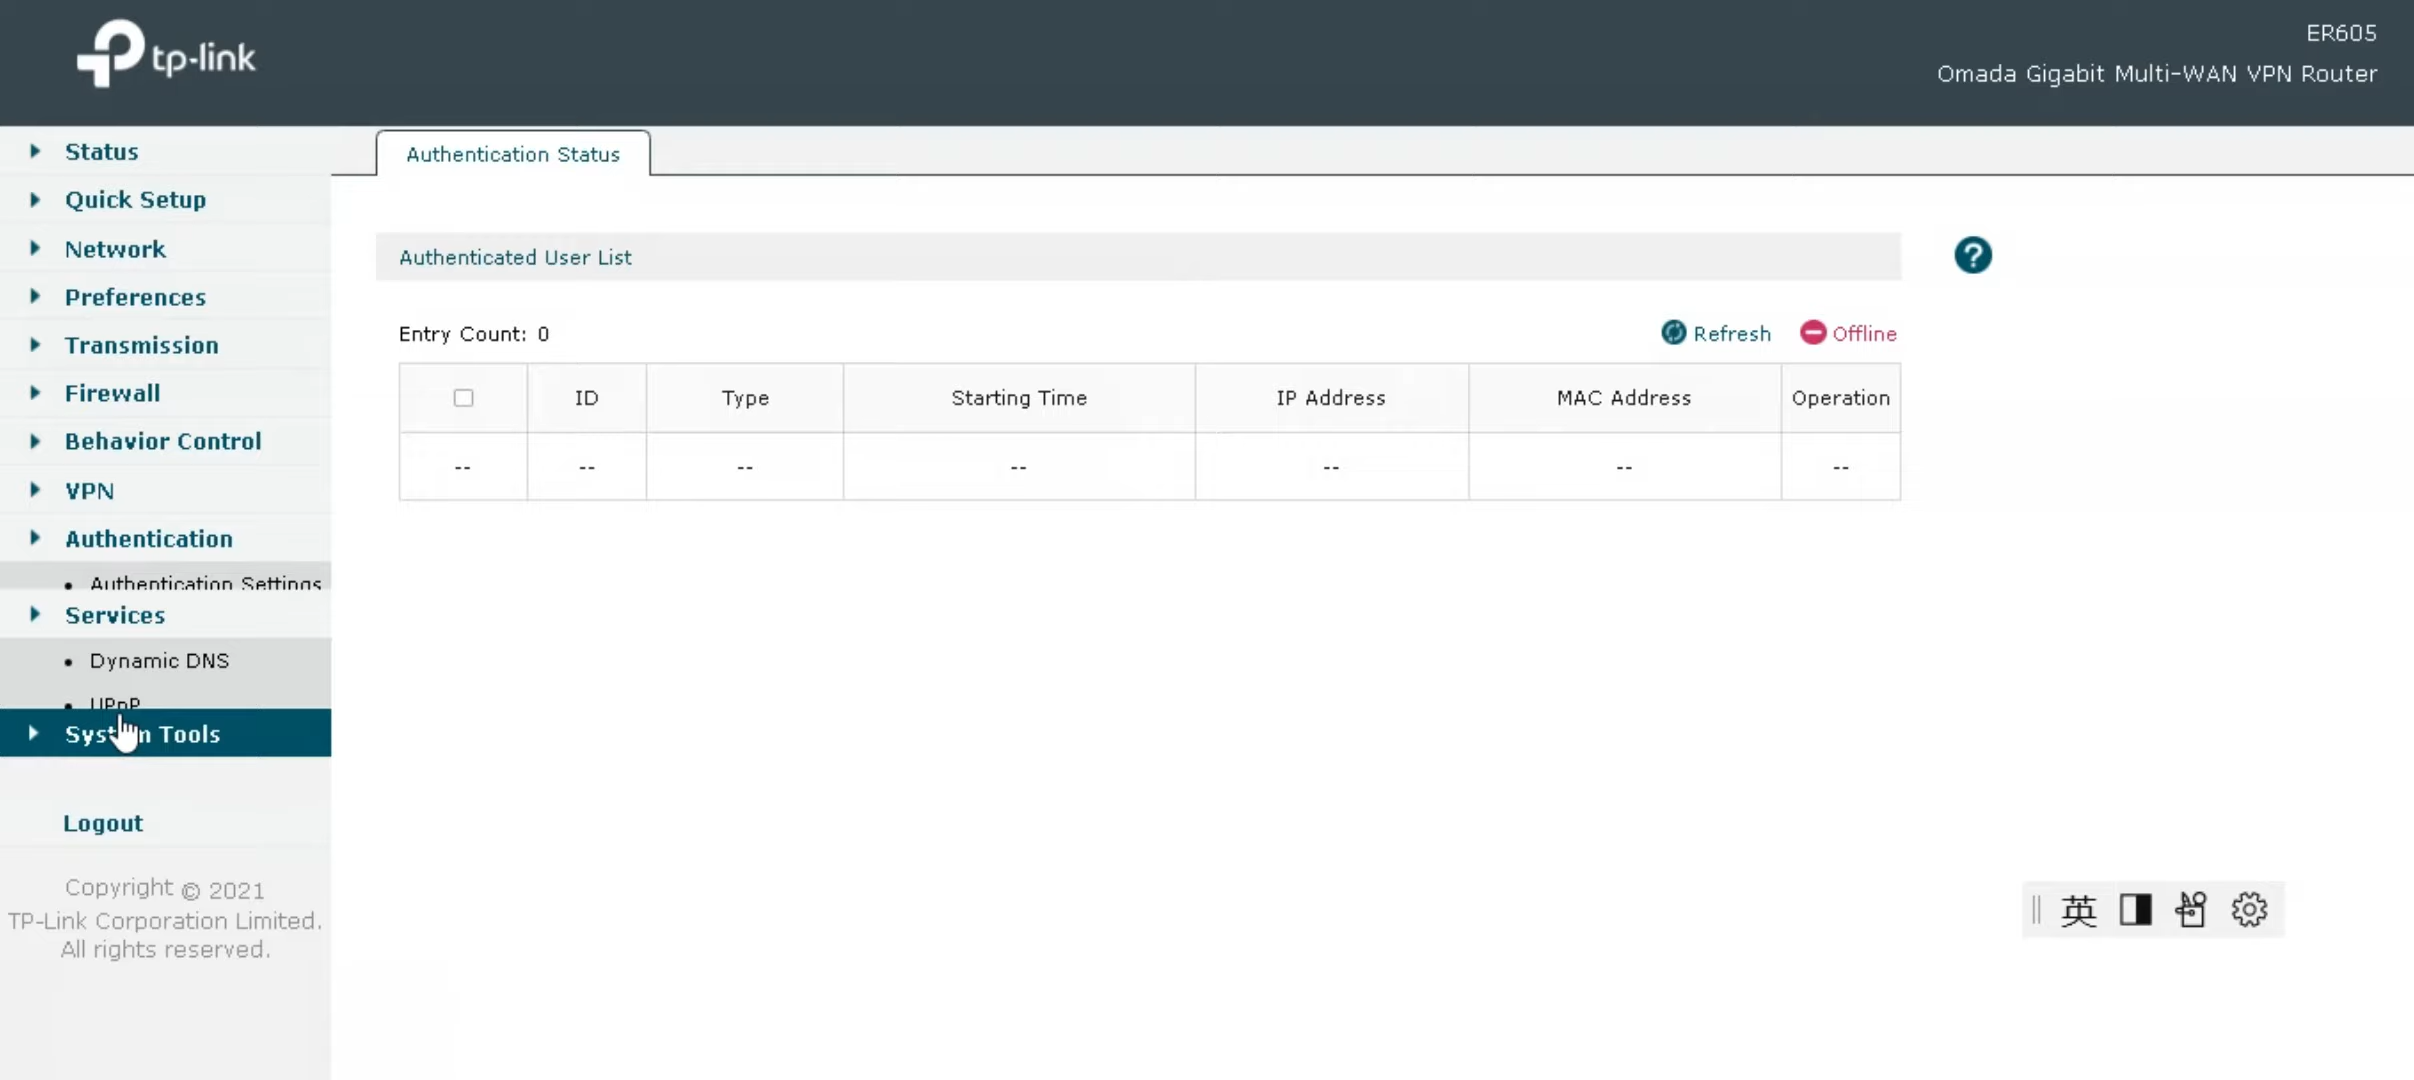 tp-link
ER605
Omada Gigabit Multi-WAN VPN Router
Status
Quick Setup
Network
Preferences
Transmission
Firewall
Behavior Control
VPN
Authentication
Authentication Settings
Services
Dynamic DNS
UPnP
System Tools
Logout
Copyright © 2021
TP-Link Corporation Limited.
All rights reserved.
Authentication Status
Authenticated User List
?
Entry Count: 0
Refresh Offline
ID Type Starting Time IP Address MAC Address Operation
-- -- -- -- -- -- --
英